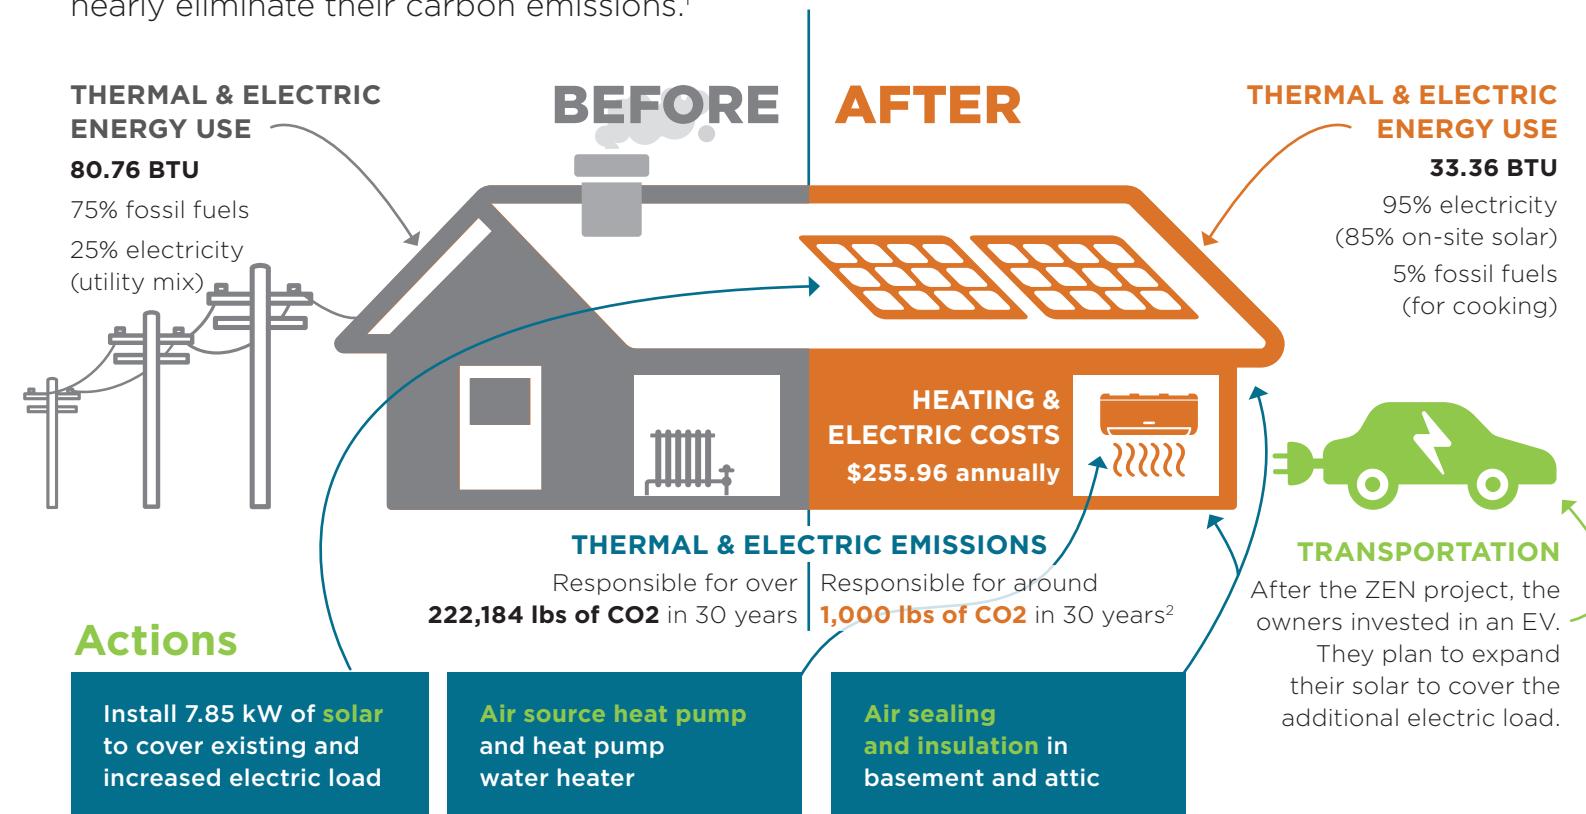 nearly eliminate their carbon emissions.¹
THERMAL & ELECTRIC
ENERGY USE
80.76 BTU
75% fossil fuels
25% electricity
(utility mix)
BEFORE
AFTER
THERMAL & ELECTRIC
ENERGY USE
33.36 BTU
95% electricity
(85% on-site solar)
5% fossil fuels
(for cooking)
HEATING &
ELECTRIC COSTS
$255.96 annually
THERMAL & ELECTRIC EMISSIONS
Responsible for over
222,184 lbs of CO2 in 30 years
Responsible for around
1,000 lbs of CO2 in 30 years²
TRANSPORTATION
After the ZEN project, the
owners invested in an EV.
They plan to expand
their solar to cover the
additional electric load.
Actions
Install 7.85 kW of solar
to cover existing and
increased electric load
Air source heat pump
and heat pump
water heater
Air sealing
and insulation in
basement and attic